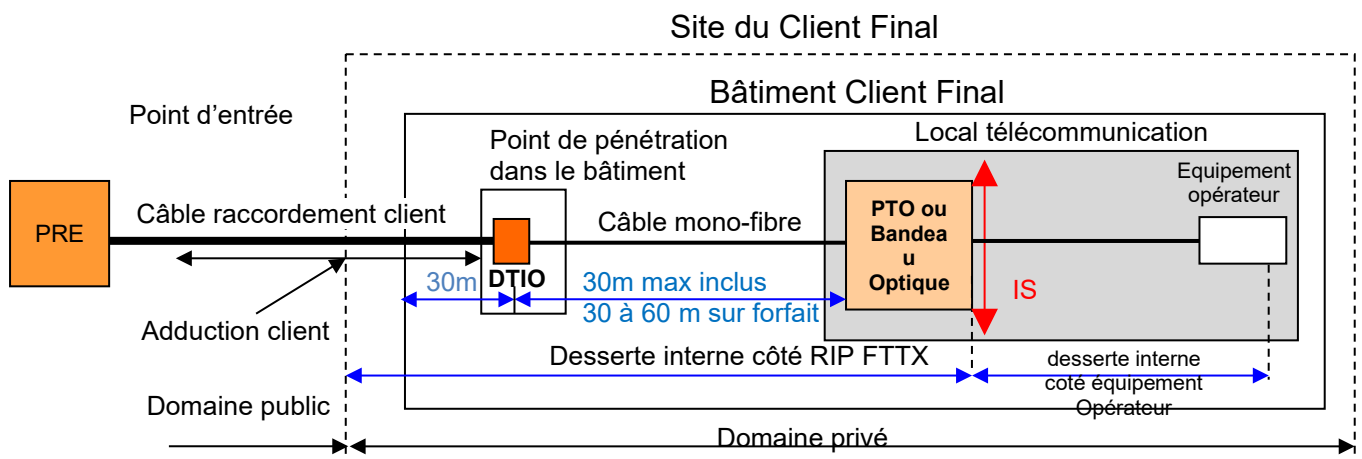 Site du Client Final
Bâtiment Client Final
Point d’entrée
Point de pénétration
dans le bâtiment
Local télécommunication
Equipement
opérateur
PRE
Câble raccordement client
Câble mono-fibre
PTO ou
Bandea
u
Optique
30m
DTIO
30m max inclus
30 à 60 m sur forfait
IS
Adduction client
Desserte interne côté RIP FTTX
desserte interne
coté équipement
Opérateur
Domaine public
Domaine privé